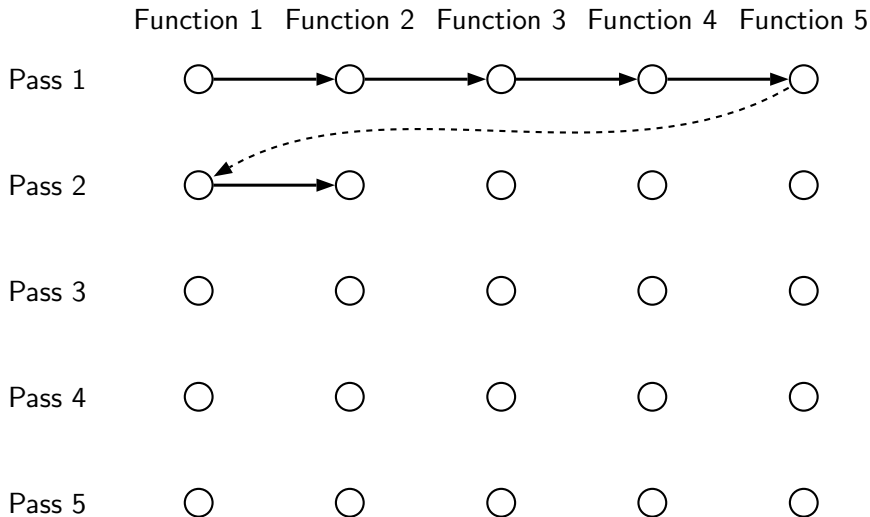 Function 1 Function 2 Function 3 Function 4 Function 5
Pass 1
Pass 2
Pass 3
Pass 4
Pass 5